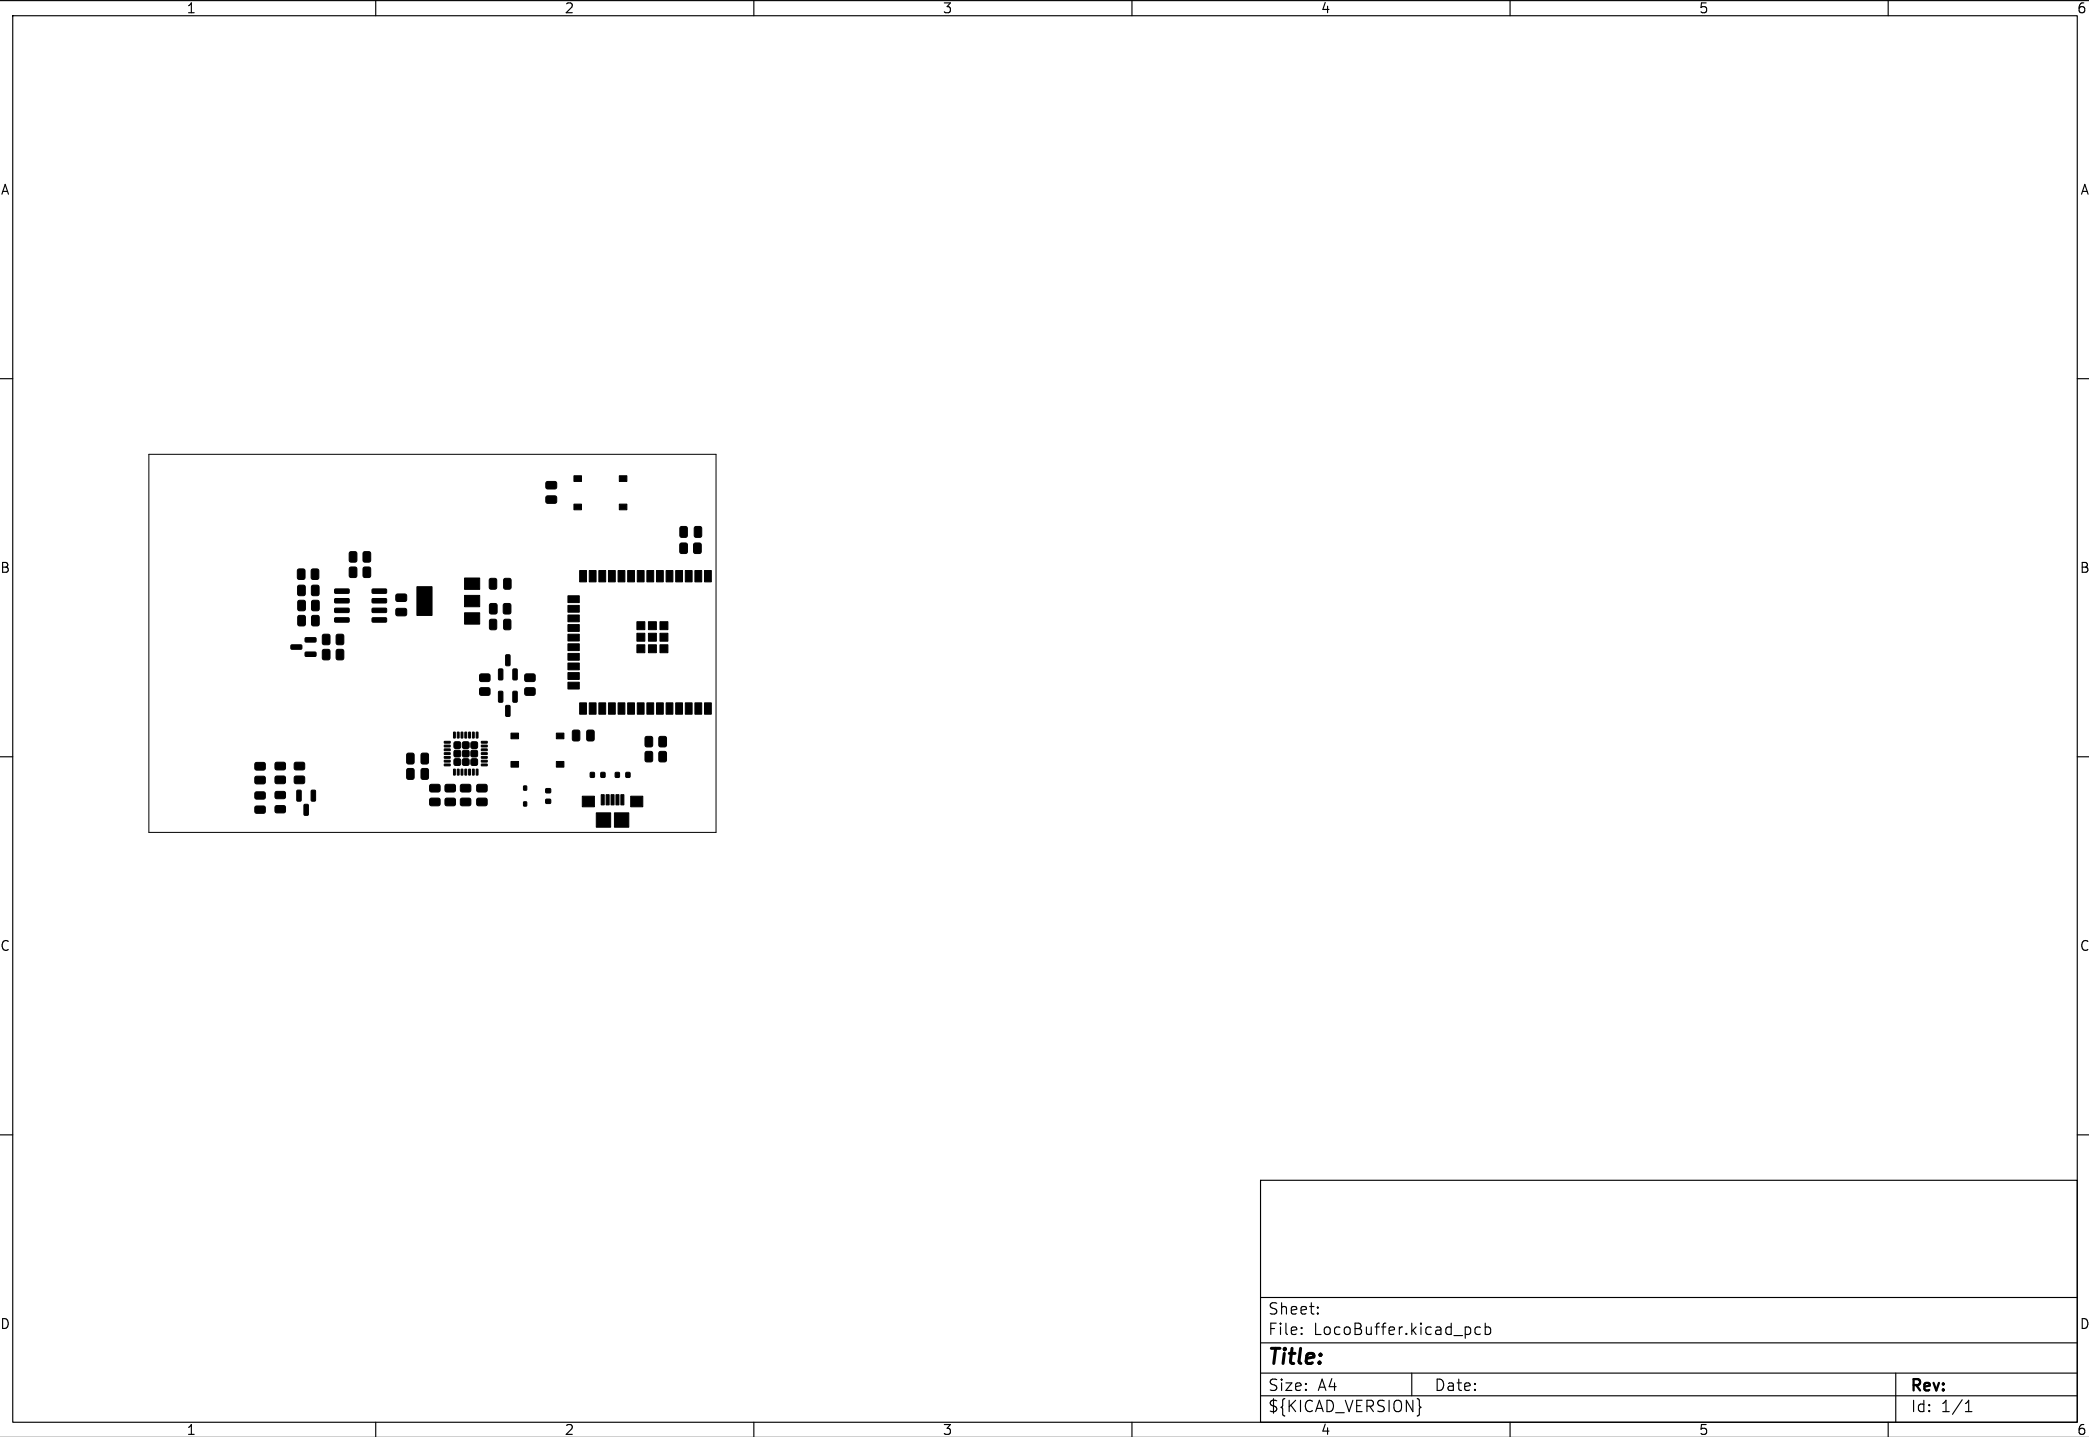 1 2 3 4 5 6
A A
B B
C C
D D
Sheet:
File: LocoBuffer.kicad_pcb
Title:
Size: A4 Date: Rev:
${KICAD_VERSION} Id: 1/1
1 2 3 4 5 6